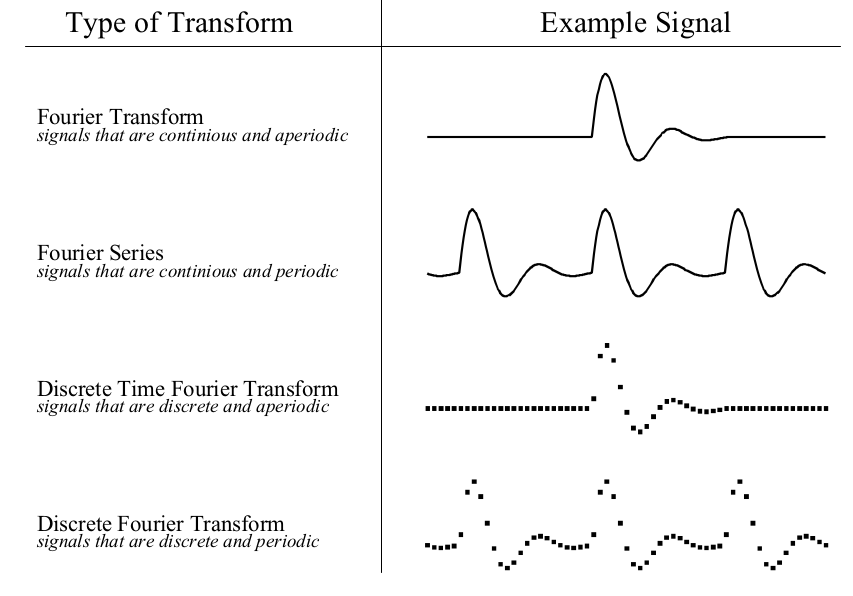 Type of Transform
Example Signal
Fourier Transform
signals that are continious and aperiodic
Fourier Series
signals that are continious and periodic
Discrete Time Fourier Transform
signals that are discrete and aperiodic
Discrete Fourier Transform
signals that are discrete and periodic